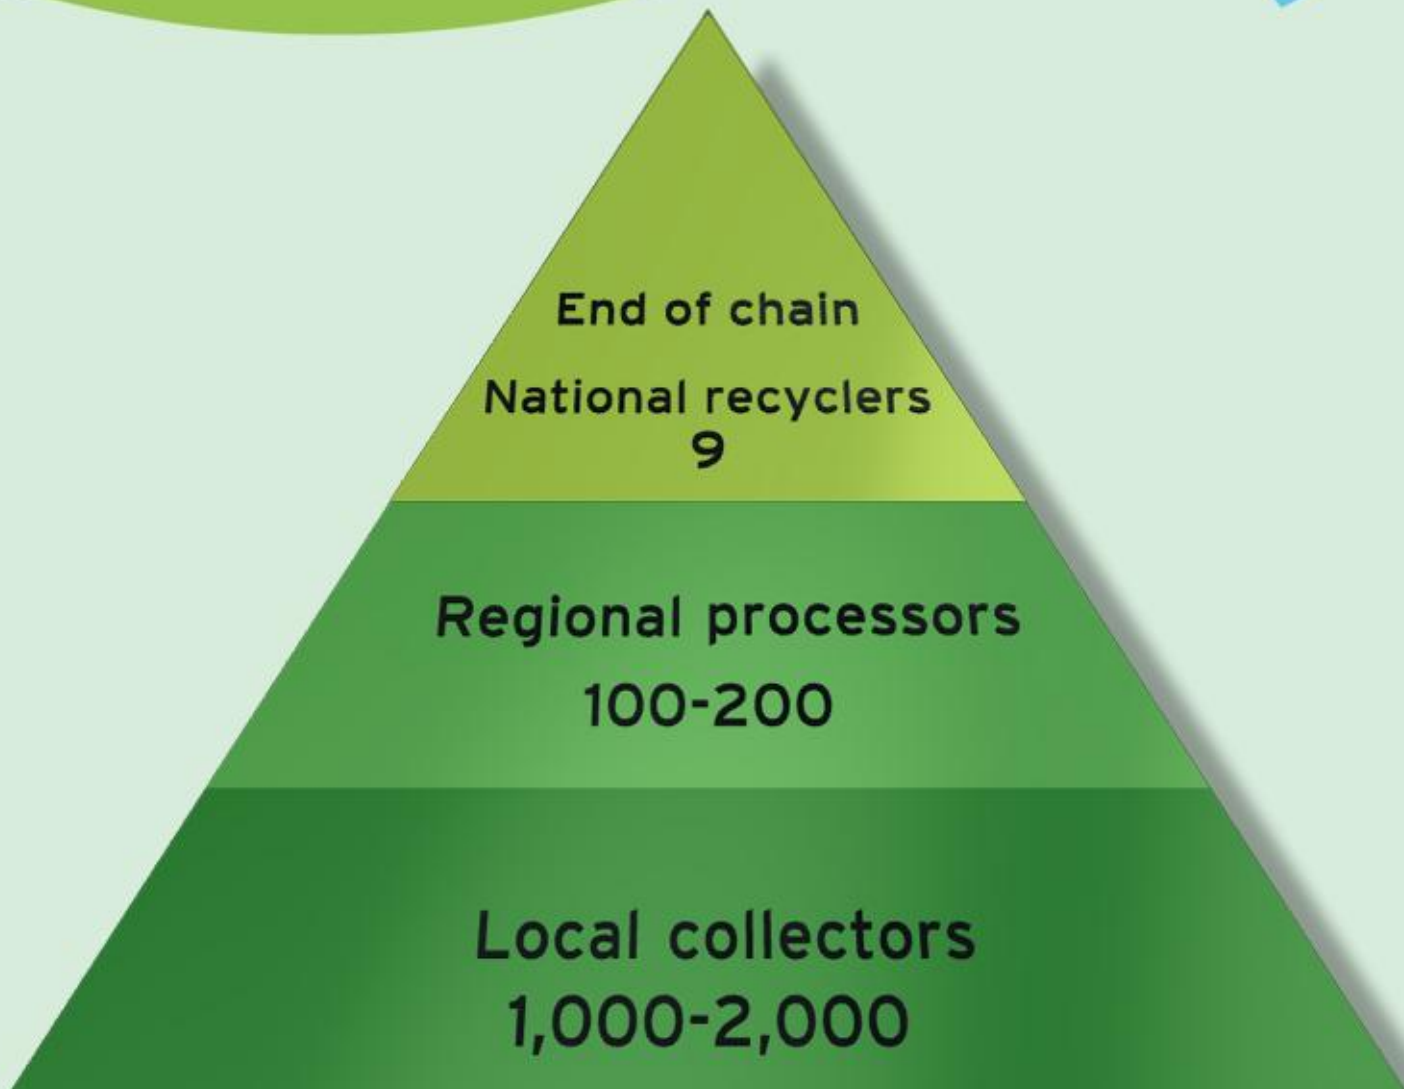 End of chain
National recyclers
9
Regional processors
100-200
Local collectors
1,000-2,000